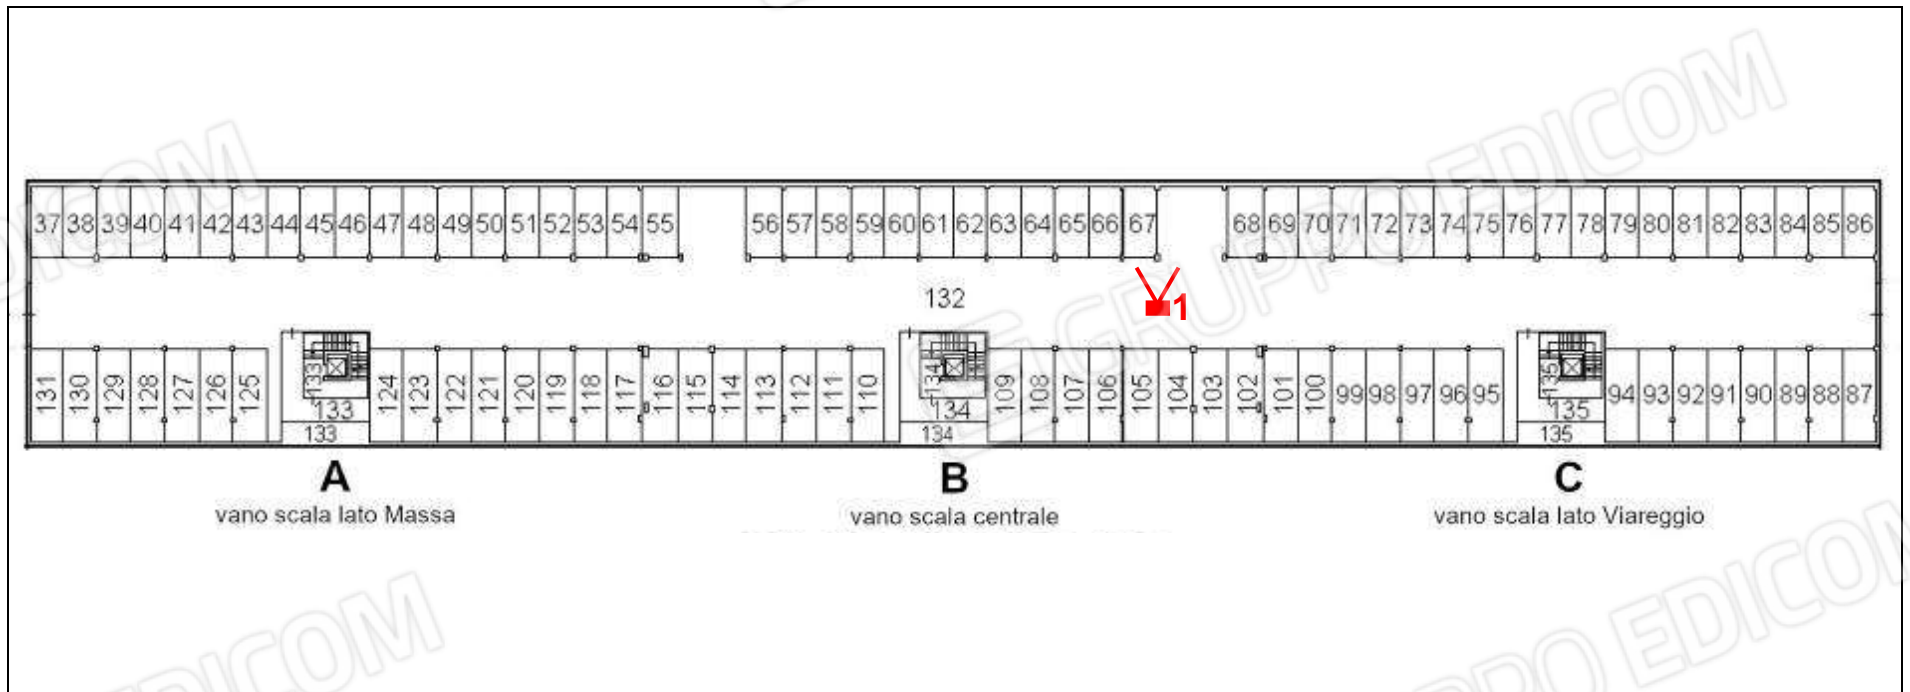 37 38 39 40 41 42 43 44 45 46 47 48 49 50 51 52 53 54 55 56 57 58 59 60 61 62 63 64 65 66 67 68 69 70 71 72 73 74 75 76 77 78 79 80 81 82 83 84 85 86
132
1
131 130 129 128 127 126 125 133 124 123 122 121 120 119 118 117 116 115 114 113 112 111 110 134 109 108 107 106 105 104 103 102 101 100 99 98 97 96 95 135 94 93 92 91 90 89 88 87
133 134 135
133 134 135
A B C
vano scala lato Massa vano scala centrale vano scala lato Viareggio
EDICOM
GRUPPO EDICOM
EDICOM
GRUPPO EDICOM